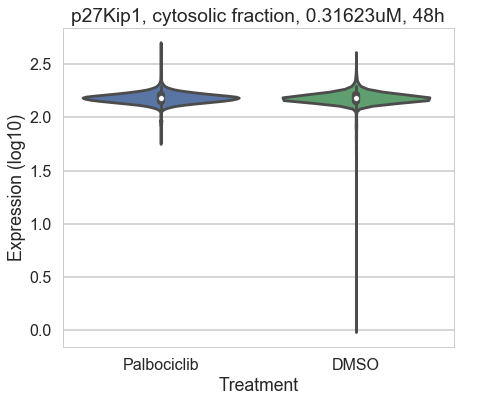 p27Kip1, cytosolic fraction, 0.31623uM, 48h
2.5
2.0
1.5
1.0
0.5
0.0
Expression (log10)
Palbociclib DMSO
Treatment